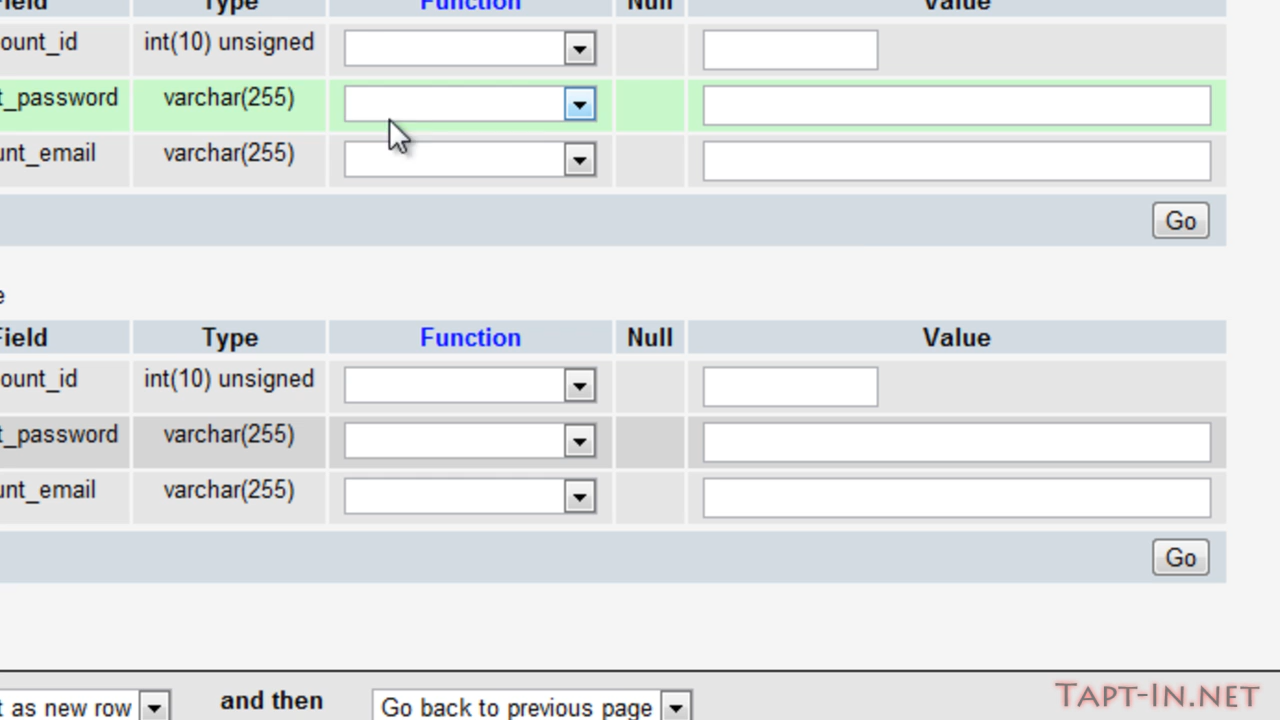 Field Type Function Null Value
ount_id int(10) unsigned
t_password varchar(255)
unt_email varchar(255)
Go
e
Field Type Function Null Value
ount_id int(10) unsigned
t_password varchar(255)
unt_email varchar(255)
Go
t as new row and then Go back to previous page
TAPT-IN.NET